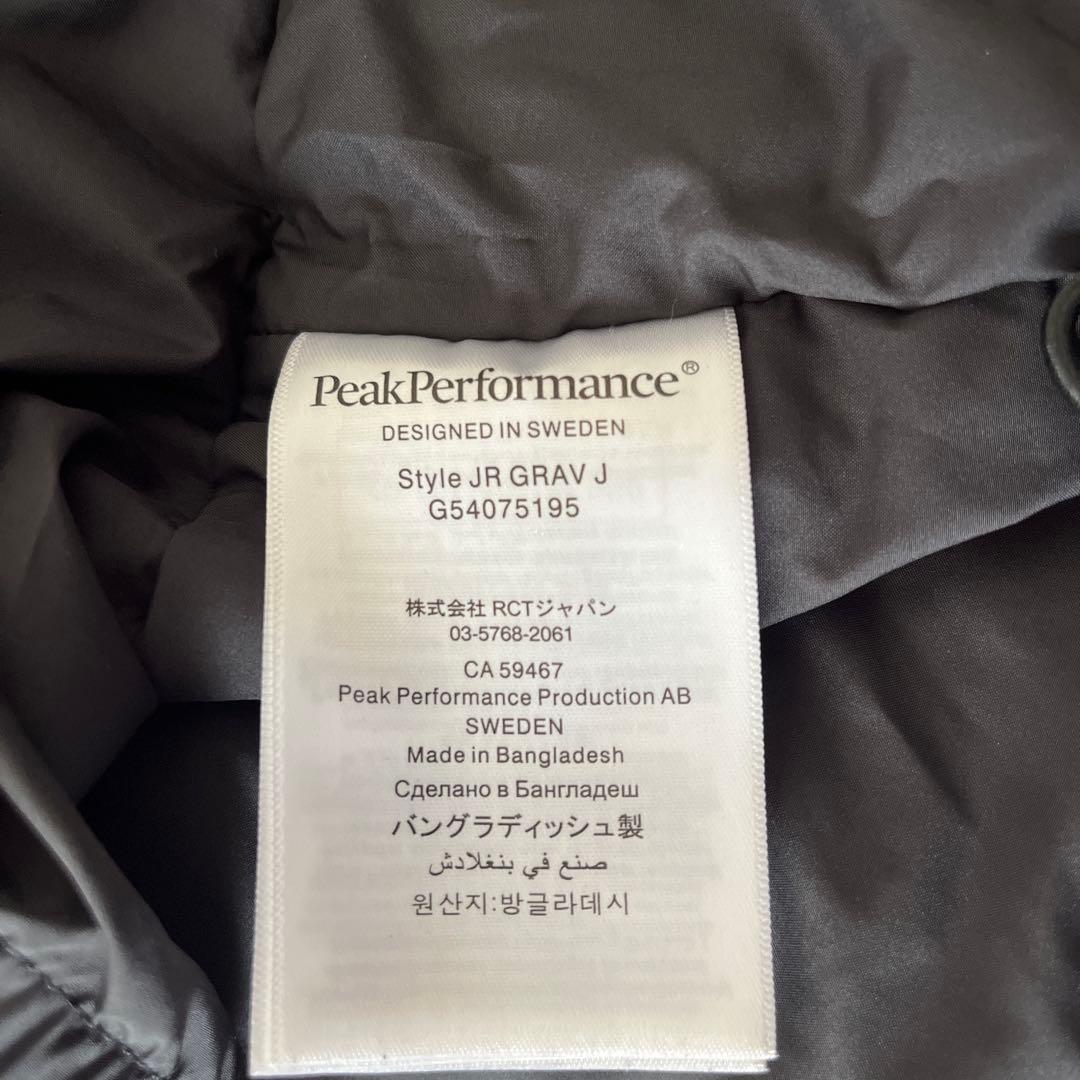 PeakPerformance®
DESIGNED IN SWEDEN
Style JR GRAV J
G54075195
株式会社 RCTジャパン
03-5768-2061
CA 59467
Peak Performance Production AB
SWEDEN
Made in Bangladesh
Сделано в Бангладеш
バングラディッシュ製
صنع في بنغلادش
원산지:방글라데시